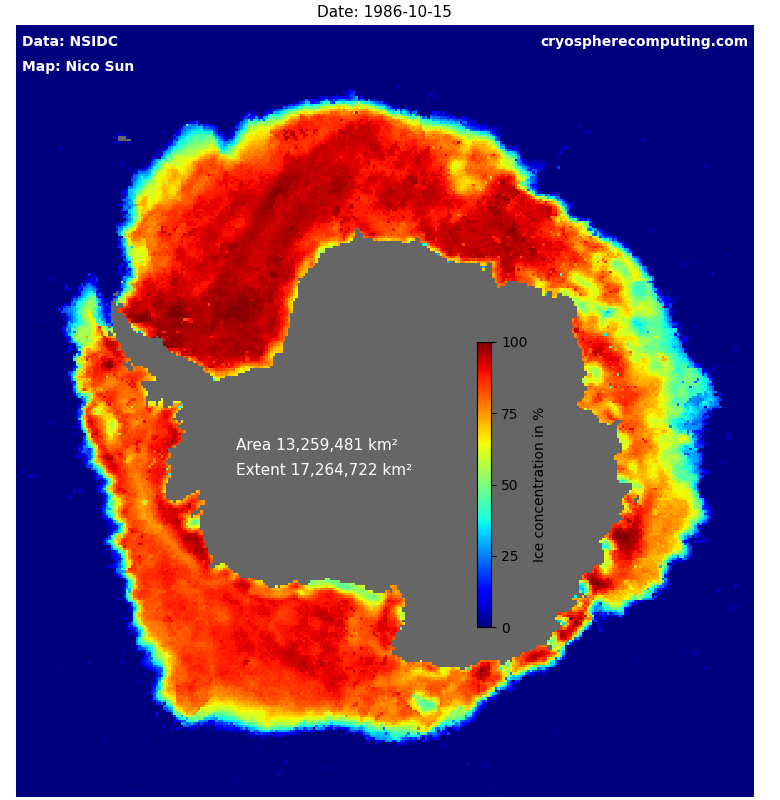 Date: 1986-10-15
Data: NSIDC
cryospherecomputing.com
Map: Nico Sun
Area 13,259,481 km²
Extent 17,264,722 km²
100
75
50
25
0
Ice concentration in %